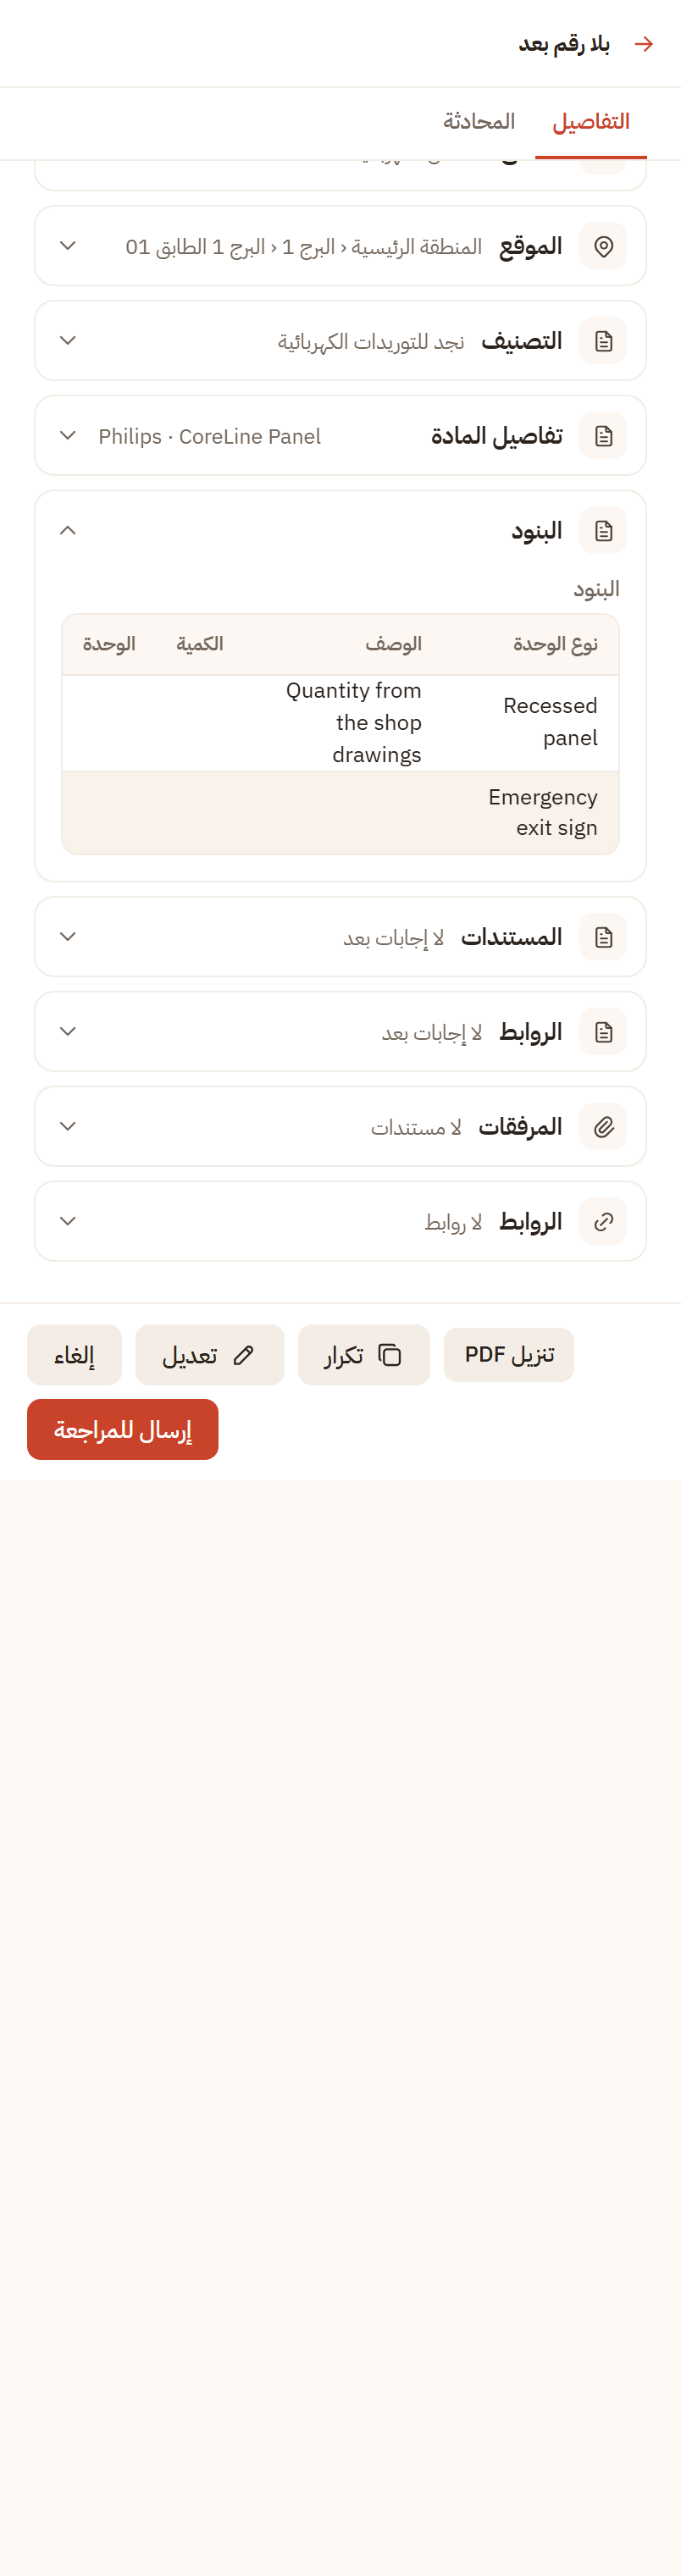 بلا رقم بعد
التفاصيل
المحادثة
الموقع
المنطقة الرئيسية › البرج 1 › البرج 1 الطابق 01
التصنيف
نجد للتوريدات الكهربائية
تفاصيل المادة
Philips · CoreLine Panel
البنود
البنود
نوع الوحدة
الوصف
الكمية
الوحدة
Recessed
panel
Quantity from
the shop
drawings
Emergency
exit sign
المستندات
لا إجابات بعد
الروابط
لا إجابات بعد
المرفقات
لا مستندات
الروابط
لا روابط
تنزيل PDF
تكرار
تعديل
إلغاء
إرسال للمراجعة